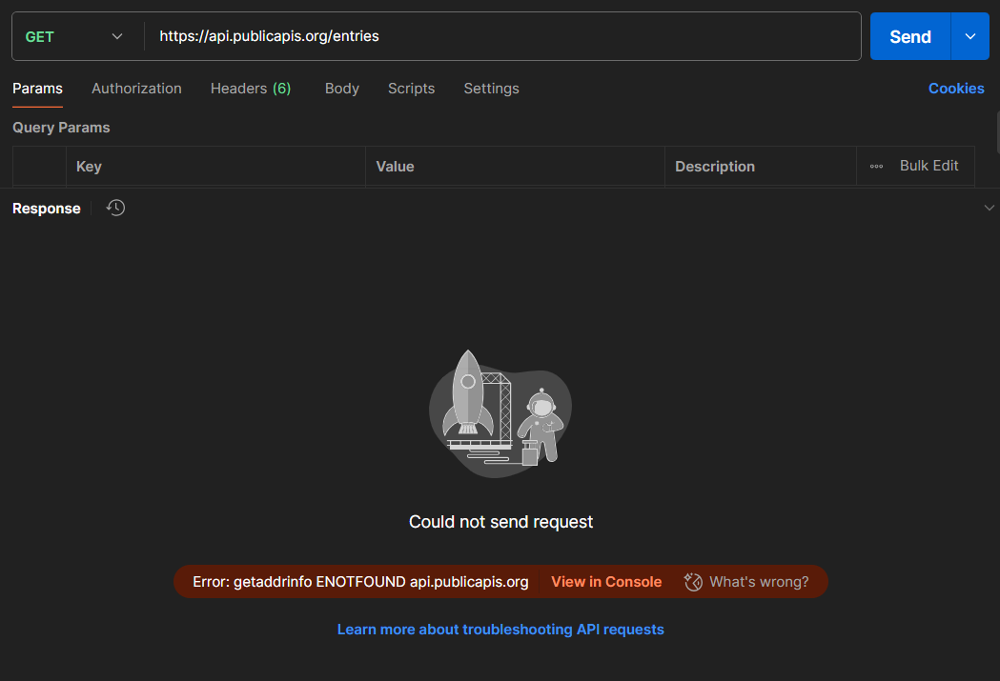 GET https://api.publicapis.org/entries Send
Params Authorization Headers (6) Body Scripts Settings Cookies
Query Params
Key Value Description Bulk Edit
Response
Could not send request
Error: getaddrinfo ENOTFOUND api.publicapis.org View in Console What's wrong?
Learn more about troubleshooting API requests